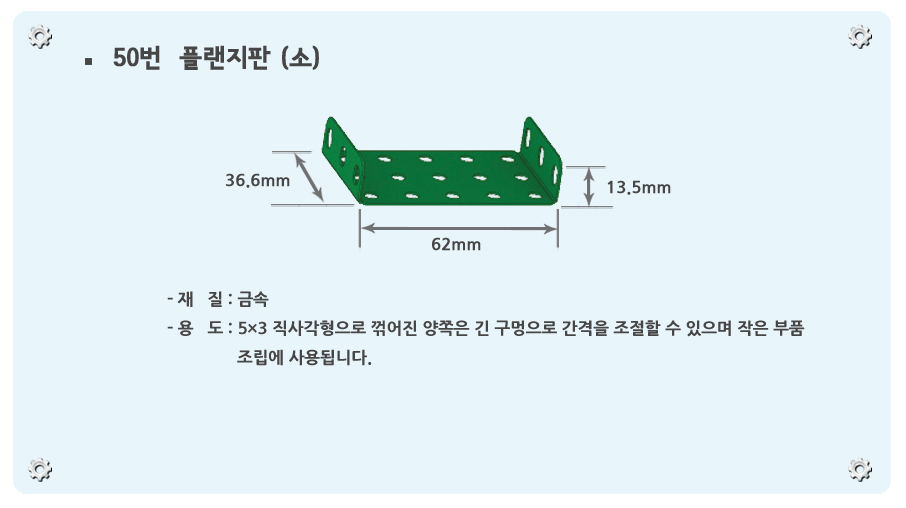 ▪ 50번 플랜지판 (소)
36.6mm
13.5mm
62mm
- 재 질 : 금속
- 용 도 : 5×3 직사각형으로 꺾어진 양쪽은 긴 구멍으로 간격을 조절할 수 있으며 작은 부품
조립에 사용됩니다.